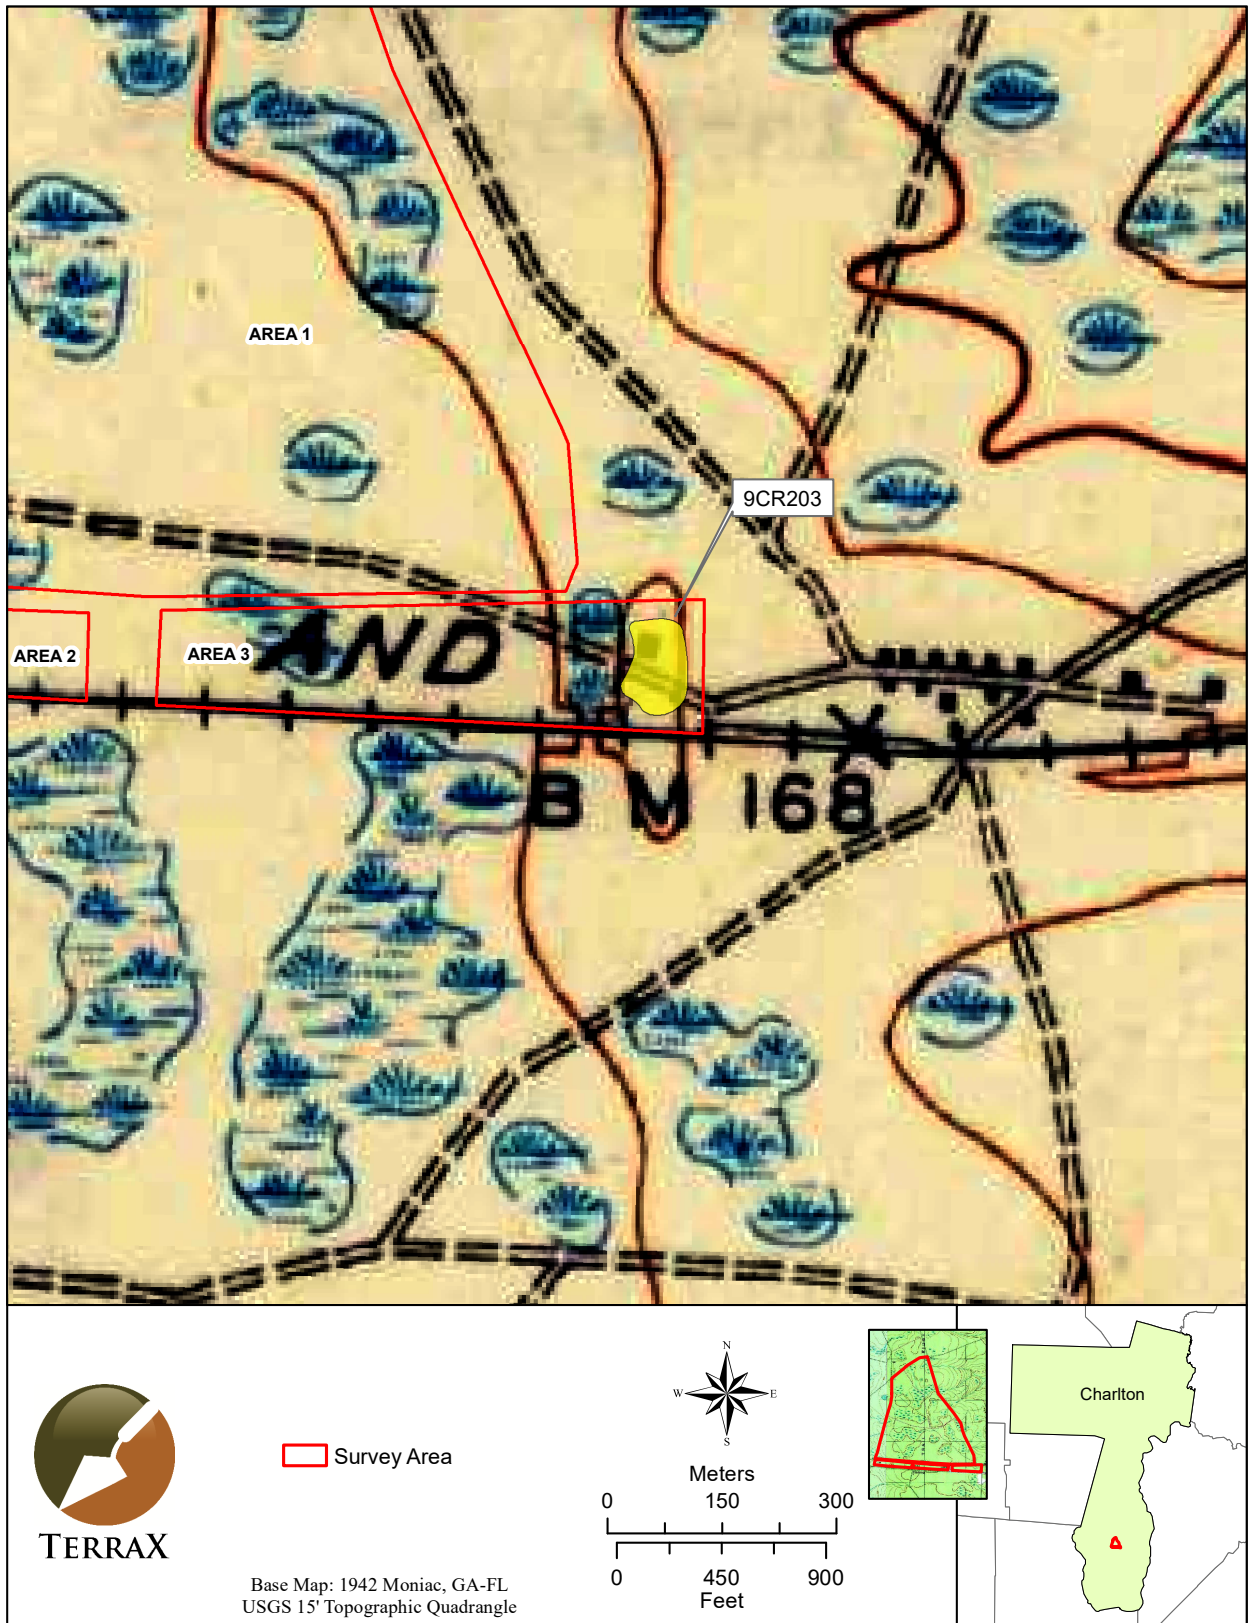 AREA 1
9CR203
AREA 2
AREA 3
AND
BM 168
TERRAX
Survey Area
Base Map: 1942 Moniac, GA-FL
USGS 15' Topographic Quadrangle
N
W
E
S
Meters
0 150 300
0 450 900
Feet
Charlton